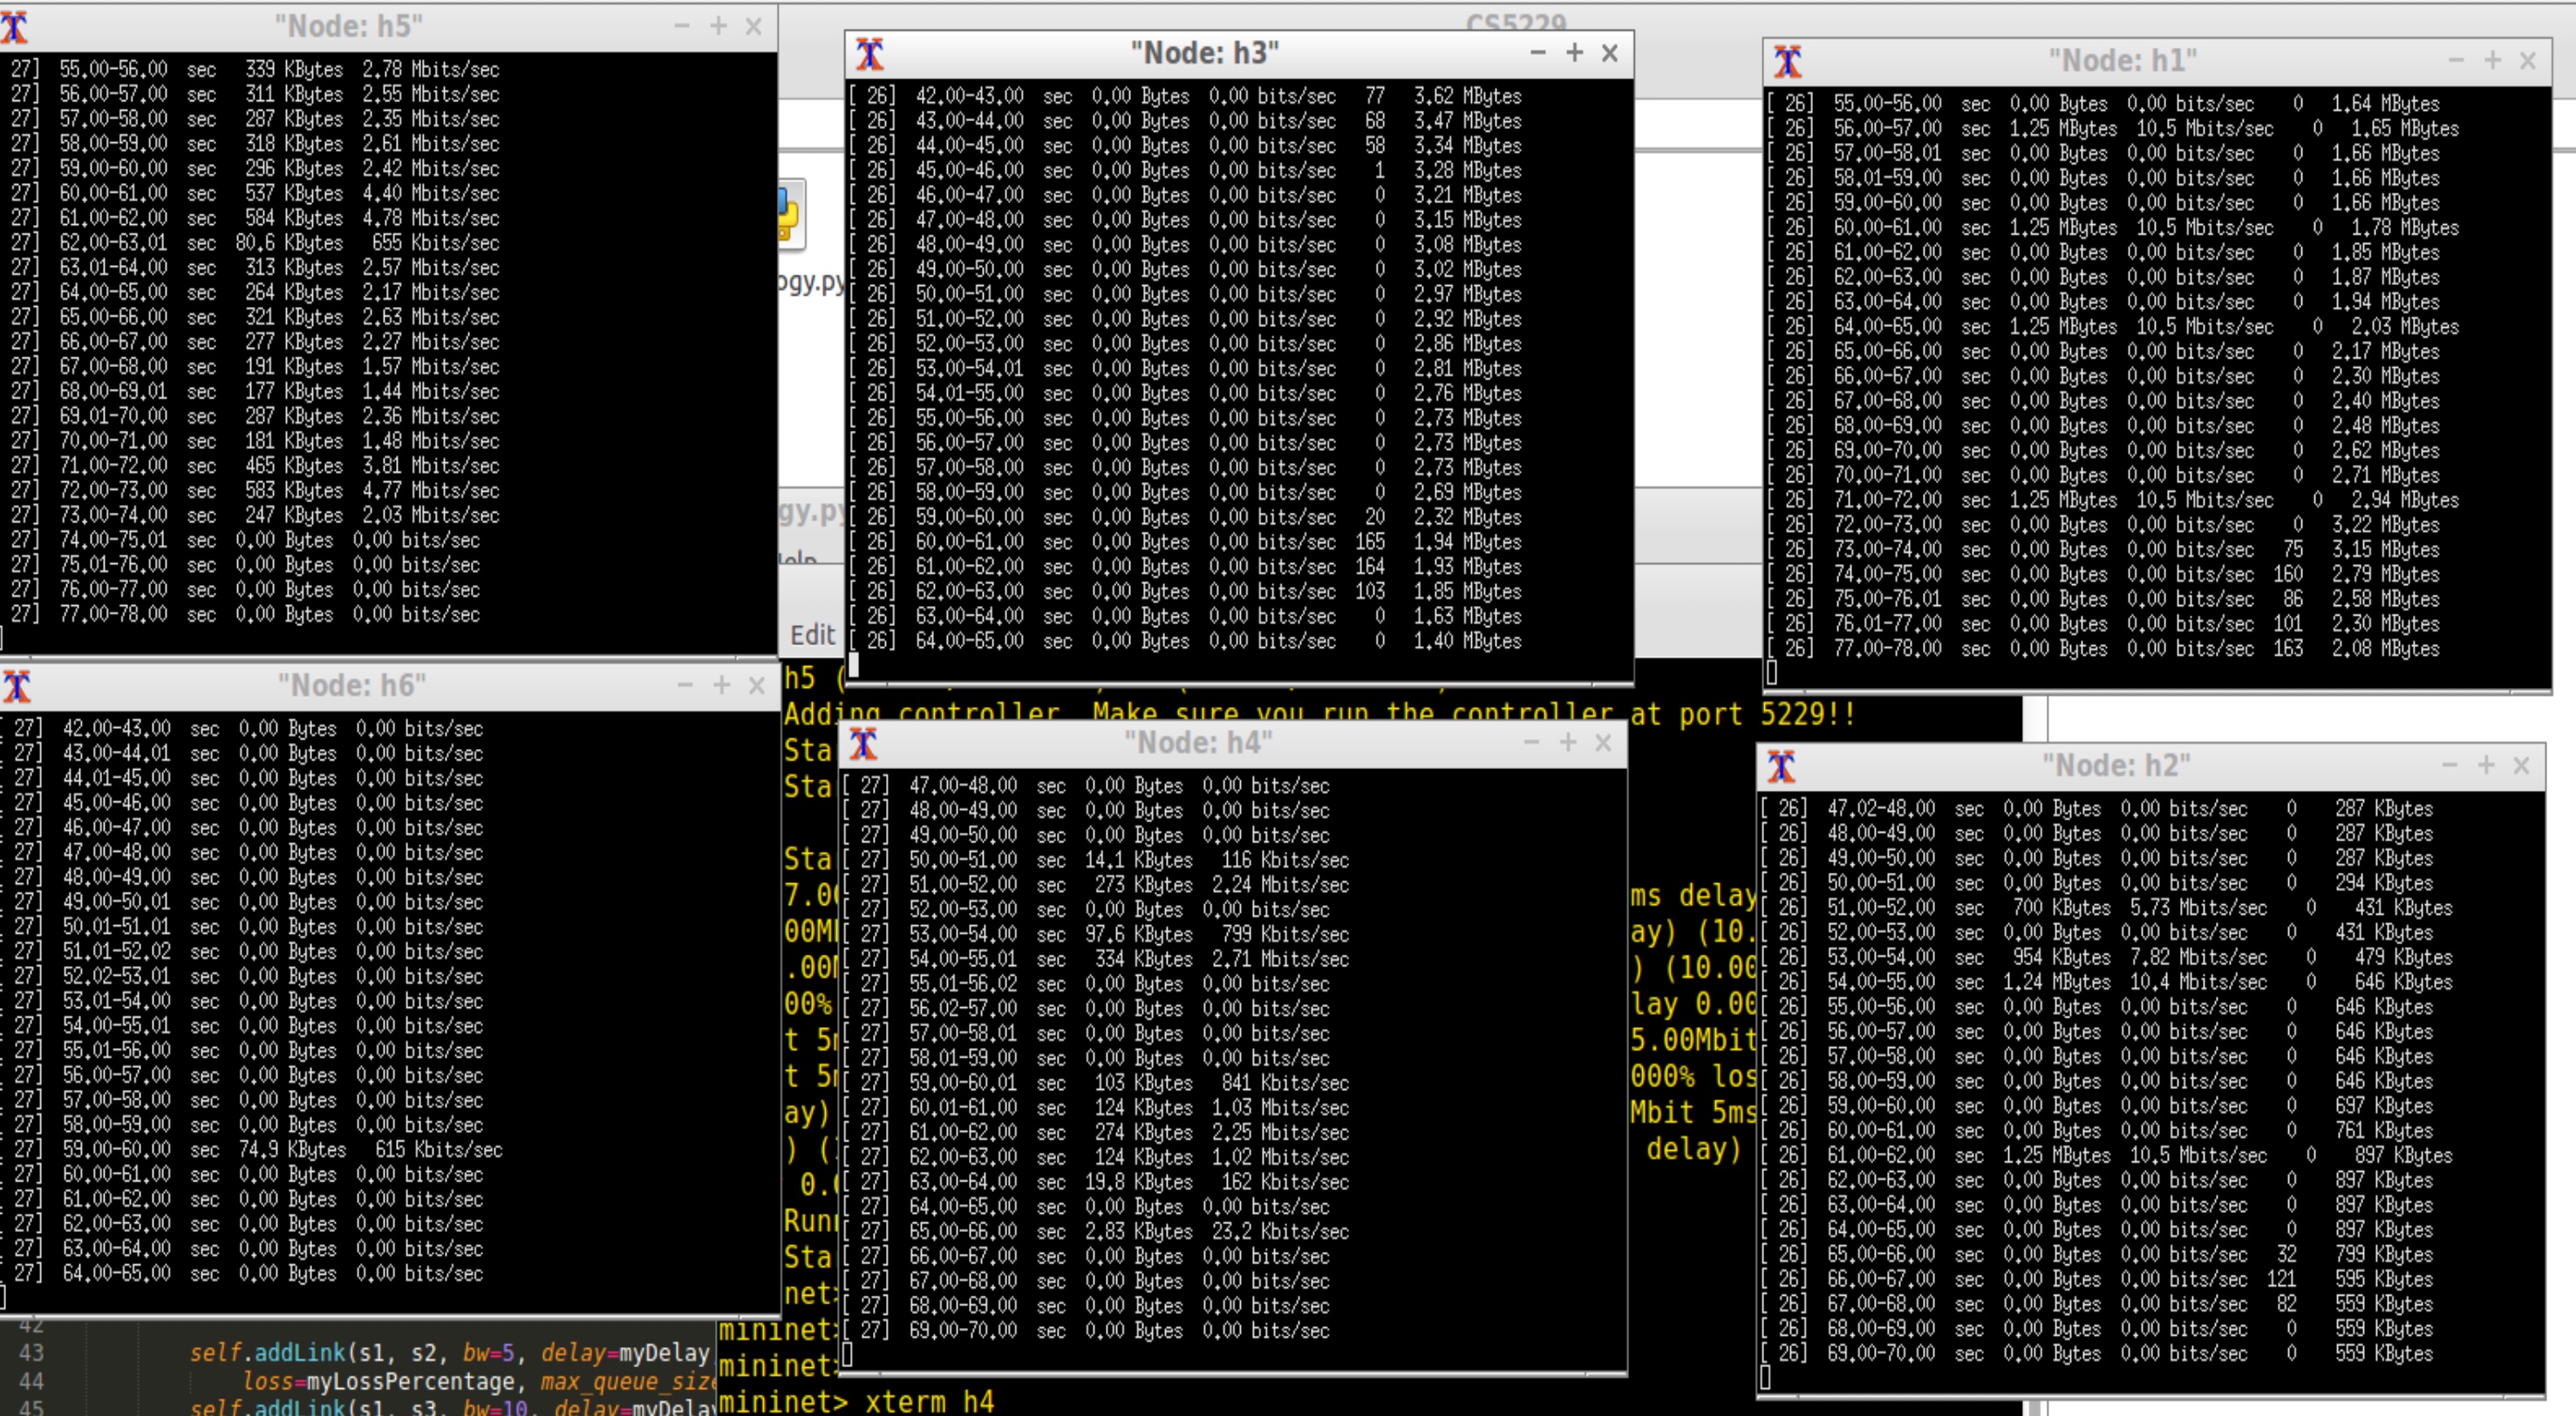 "Node: h5"
27] 55.00-56.00 sec 339 KBytes 2.78 Mbits/sec
27] 56.00-57.00 sec 311 KBytes 2.55 Mbits/sec
27] 57.00-58.00 sec 287 KBytes 2.35 Mbits/sec
27] 58.00-59.00 sec 318 KBytes 2.61 Mbits/sec
27] 59.00-60.00 sec 296 KBytes 2.42 Mbits/sec
27] 60.00-61.00 sec 537 KBytes 4.40 Mbits/sec
27] 61.00-62.00 sec 584 KBytes 4.78 Mbits/sec
27] 62.00-63.01 sec 80.6 KBytes 655 Kbits/sec
27] 63.01-64.00 sec 313 KBytes 2.57 Mbits/sec
27] 64.00-65.00 sec 264 KBytes 2.17 Mbits/sec
27] 65.00-66.00 sec 321 KBytes 2.63 Mbits/sec
27] 66.00-67.00 sec 277 KBytes 2.27 Mbits/sec
27] 67.00-68.00 sec 191 KBytes 1.57 Mbits/sec
27] 68.00-69.01 sec 177 KBytes 1.44 Mbits/sec
27] 69.01-70.00 sec 287 KBytes 2.36 Mbits/sec
27] 70.00-71.00 sec 181 KBytes 1.48 Mbits/sec
27] 71.00-72.00 sec 465 KBytes 3.81 Mbits/sec
27] 72.00-73.00 sec 583 KBytes 4.77 Mbits/sec
27] 73.00-74.00 sec 247 KBytes 2.03 Mbits/sec
27] 74.00-75.01 sec 0.00 Bytes 0.00 bits/sec
27] 75.01-76.00 sec 0.00 Bytes 0.00 bits/sec
27] 76.00-77.00 sec 0.00 Bytes 0.00 bits/sec
27] 77.00-78.00 sec 0.00 Bytes 0.00 bits/sec
CS5229
"Node: h3"
[ 26] 42.00-43.00 sec 0.00 Bytes 0.00 bits/sec 77 3.62 MBytes
[ 26] 43.00-44.00 sec 0.00 Bytes 0.00 bits/sec 68 3.47 MBytes
[ 26] 44.00-45.00 sec 0.00 Bytes 0.00 bits/sec 58 3.34 MBytes
[ 26] 45.00-46.00 sec 0.00 Bytes 0.00 bits/sec 1 3.28 MBytes
[ 26] 46.00-47.00 sec 0.00 Bytes 0.00 bits/sec 0 3.21 MBytes
[ 26] 47.00-48.00 sec 0.00 Bytes 0.00 bits/sec 0 3.15 MBytes
[ 26] 48.00-49.00 sec 0.00 Bytes 0.00 bits/sec 0 3.08 MBytes
[ 26] 49.00-50.00 sec 0.00 Bytes 0.00 bits/sec 0 3.02 MBytes
[ 26] 50.00-51.00 sec 0.00 Bytes 0.00 bits/sec 0 2.97 MBytes
[ 26] 51.00-52.00 sec 0.00 Bytes 0.00 bits/sec 0 2.92 MBytes
[ 26] 52.00-53.00 sec 0.00 Bytes 0.00 bits/sec 0 2.86 MBytes
[ 26] 53.00-54.01 sec 0.00 Bytes 0.00 bits/sec 0 2.81 MBytes
[ 26] 54.01-55.00 sec 0.00 Bytes 0.00 bits/sec 0 2.76 MBytes
[ 26] 55.00-56.00 sec 0.00 Bytes 0.00 bits/sec 0 2.73 MBytes
[ 26] 56.00-57.00 sec 0.00 Bytes 0.00 bits/sec 0 2.73 MBytes
[ 26] 57.00-58.00 sec 0.00 Bytes 0.00 bits/sec 0 2.73 MBytes
[ 26] 58.00-59.00 sec 0.00 Bytes 0.00 bits/sec 0 2.69 MBytes
[ 26] 59.00-60.00 sec 0.00 Bytes 0.00 bits/sec 20 2.32 MBytes
[ 26] 60.00-61.00 sec 0.00 Bytes 0.00 bits/sec 165 1.94 MBytes
[ 26] 61.00-62.00 sec 0.00 Bytes 0.00 bits/sec 164 1.93 MBytes
[ 26] 62.00-63.00 sec 0.00 Bytes 0.00 bits/sec 103 1.85 MBytes
[ 26] 63.00-64.00 sec 0.00 Bytes 0.00 bits/sec 0 1.63 MBytes
[ 26] 64.00-65.00 sec 0.00 Bytes 0.00 bits/sec 0 1.40 MBytes
"Node: h1"
[ 26] 55.00-56.00 sec 0.00 Bytes 0.00 bits/sec 0 1.64 MBytes
[ 26] 56.00-57.00 sec 1.25 MBytes 10.5 Mbits/sec 0 1.65 MBytes
[ 26] 57.00-58.01 sec 0.00 Bytes 0.00 bits/sec 0 1.66 MBytes
[ 26] 58.01-59.00 sec 0.00 Bytes 0.00 bits/sec 0 1.66 MBytes
[ 26] 59.00-60.00 sec 0.00 Bytes 0.00 bits/sec 0 1.66 MBytes
[ 26] 60.00-61.00 sec 1.25 MBytes 10.5 Mbits/sec 0 1.78 MBytes
[ 26] 61.00-62.00 sec 0.00 Bytes 0.00 bits/sec 0 1.85 MBytes
[ 26] 62.00-63.00 sec 0.00 Bytes 0.00 bits/sec 0 1.87 MBytes
[ 26] 63.00-64.00 sec 0.00 Bytes 0.00 bits/sec 0 1.94 MBytes
[ 26] 64.00-65.00 sec 1.25 MBytes 10.5 Mbits/sec 0 2.03 MBytes
[ 26] 65.00-66.00 sec 0.00 Bytes 0.00 bits/sec 0 2.17 MBytes
[ 26] 66.00-67.00 sec 0.00 Bytes 0.00 bits/sec 0 2.30 MBytes
[ 26] 67.00-68.00 sec 0.00 Bytes 0.00 bits/sec 0 2.40 MBytes
[ 26] 68.00-69.00 sec 0.00 Bytes 0.00 bits/sec 0 2.48 MBytes
[ 26] 69.00-70.00 sec 0.00 Bytes 0.00 bits/sec 0 2.62 MBytes
[ 26] 70.00-71.00 sec 0.00 Bytes 0.00 bits/sec 0 2.71 MBytes
[ 26] 71.00-72.00 sec 1.25 MBytes 10.5 Mbits/sec 0 2.94 MBytes
[ 26] 72.00-73.00 sec 0.00 Bytes 0.00 bits/sec 0 3.22 MBytes
[ 26] 73.00-74.00 sec 0.00 Bytes 0.00 bits/sec 75 3.15 MBytes
[ 26] 74.00-75.00 sec 0.00 Bytes 0.00 bits/sec 160 2.79 MBytes
[ 26] 75.00-76.01 sec 0.00 Bytes 0.00 bits/sec 86 2.58 MBytes
[ 26] 76.01-77.00 sec 0.00 Bytes 0.00 bits/sec 101 2.30 MBytes
[ 26] 77.00-78.00 sec 0.00 Bytes 0.00 bits/sec 163 2.08 MBytes
ogy.py
gy.py
Help
Edit
"Node: h6"
27] 42.00-43.00 sec 0.00 Bytes 0.00 bits/sec
27] 43.00-44.01 sec 0.00 Bytes 0.00 bits/sec
27] 44.01-45.00 sec 0.00 Bytes 0.00 bits/sec
27] 45.00-46.00 sec 0.00 Bytes 0.00 bits/sec
27] 46.00-47.00 sec 0.00 Bytes 0.00 bits/sec
27] 47.00-48.00 sec 0.00 Bytes 0.00 bits/sec
27] 48.00-49.00 sec 0.00 Bytes 0.00 bits/sec
27] 49.00-50.01 sec 0.00 Bytes 0.00 bits/sec
27] 50.01-51.01 sec 0.00 Bytes 0.00 bits/sec
27] 51.01-52.02 sec 0.00 Bytes 0.00 bits/sec
27] 52.02-53.01 sec 0.00 Bytes 0.00 bits/sec
27] 53.01-54.00 sec 0.00 Bytes 0.00 bits/sec
27] 54.00-55.01 sec 0.00 Bytes 0.00 bits/sec
27] 55.01-56.00 sec 0.00 Bytes 0.00 bits/sec
27] 56.00-57.00 sec 0.00 Bytes 0.00 bits/sec
27] 57.00-58.00 sec 0.00 Bytes 0.00 bits/sec
27] 58.00-59.00 sec 0.00 Bytes 0.00 bits/sec
27] 59.00-60.00 sec 74.9 KBytes 615 Kbits/sec
27] 60.00-61.00 sec 0.00 Bytes 0.00 bits/sec
27] 61.00-62.00 sec 0.00 Bytes 0.00 bits/sec
27] 62.00-63.00 sec 0.00 Bytes 0.00 bits/sec
27] 63.00-64.00 sec 0.00 Bytes 0.00 bits/sec
27] 64.00-65.00 sec 0.00 Bytes 0.00 bits/sec
h5 (
Adding controller. Make sure you run the controller at port 5229!!
Sta
Sta
Sta
7.00
00Mb
.00M
00%
t 5m
t 5m
ay)
) (
0.0
Runn
Sta
net>
mininet>
mininet>
mininet> xterm h4
"Node: h4"
[ 27] 47.00-48.00 sec 0.00 Bytes 0.00 bits/sec
[ 27] 48.00-49.00 sec 0.00 Bytes 0.00 bits/sec
[ 27] 49.00-50.00 sec 0.00 Bytes 0.00 bits/sec
[ 27] 50.00-51.00 sec 14.1 KBytes 116 Kbits/sec
[ 27] 51.00-52.00 sec 273 KBytes 2.24 Mbits/sec
[ 27] 52.00-53.00 sec 0.00 Bytes 0.00 bits/sec
[ 27] 53.00-54.00 sec 97.6 KBytes 799 Kbits/sec
[ 27] 54.00-55.01 sec 334 KBytes 2.71 Mbits/sec
[ 27] 55.01-56.02 sec 0.00 Bytes 0.00 bits/sec
[ 27] 56.02-57.00 sec 0.00 Bytes 0.00 bits/sec
[ 27] 57.00-58.01 sec 0.00 Bytes 0.00 bits/sec
[ 27] 58.01-59.00 sec 0.00 Bytes 0.00 bits/sec
[ 27] 59.00-60.01 sec 103 KBytes 841 Kbits/sec
[ 27] 60.01-61.00 sec 124 KBytes 1.03 Mbits/sec
[ 27] 61.00-62.00 sec 274 KBytes 2.25 Mbits/sec
[ 27] 62.00-63.00 sec 124 KBytes 1.02 Mbits/sec
[ 27] 63.00-64.00 sec 19.8 KBytes 162 Kbits/sec
[ 27] 64.00-65.00 sec 0.00 Bytes 0.00 bits/sec
[ 27] 65.00-66.00 sec 2.83 KBytes 23.2 Kbits/sec
[ 27] 66.00-67.00 sec 0.00 Bytes 0.00 bits/sec
[ 27] 67.00-68.00 sec 0.00 Bytes 0.00 bits/sec
[ 27] 68.00-69.00 sec 0.00 Bytes 0.00 bits/sec
[ 27] 69.00-70.00 sec 0.00 Bytes 0.00 bits/sec
ms delay
ay) (10.
) (10.00
lay 0.00
5.00Mbit
000% los
Mbit 5ms
delay)
"Node: h2"
[ 26] 47.02-48.00 sec 0.00 Bytes 0.00 bits/sec 0 287 KBytes
[ 26] 48.00-49.00 sec 0.00 Bytes 0.00 bits/sec 0 287 KBytes
[ 26] 49.00-50.00 sec 0.00 Bytes 0.00 bits/sec 0 287 KBytes
[ 26] 50.00-51.00 sec 0.00 Bytes 0.00 bits/sec 0 294 KBytes
[ 26] 51.00-52.00 sec 700 KBytes 5.73 Mbits/sec 0 431 KBytes
[ 26] 52.00-53.00 sec 0.00 Bytes 0.00 bits/sec 0 431 KBytes
[ 26] 53.00-54.00 sec 954 KBytes 7.82 Mbits/sec 0 479 KBytes
[ 26] 54.00-55.00 sec 1.24 MBytes 10.4 Mbits/sec 0 646 KBytes
[ 26] 55.00-56.00 sec 0.00 Bytes 0.00 bits/sec 0 646 KBytes
[ 26] 56.00-57.00 sec 0.00 Bytes 0.00 bits/sec 0 646 KBytes
[ 26] 57.00-58.00 sec 0.00 Bytes 0.00 bits/sec 0 646 KBytes
[ 26] 58.00-59.00 sec 0.00 Bytes 0.00 bits/sec 0 646 KBytes
[ 26] 59.00-60.00 sec 0.00 Bytes 0.00 bits/sec 0 697 KBytes
[ 26] 60.00-61.00 sec 0.00 Bytes 0.00 bits/sec 0 761 KBytes
[ 26] 61.00-62.00 sec 1.25 MBytes 10.5 Mbits/sec 0 897 KBytes
[ 26] 62.00-63.00 sec 0.00 Bytes 0.00 bits/sec 0 897 KBytes
[ 26] 63.00-64.00 sec 0.00 Bytes 0.00 bits/sec 0 897 KBytes
[ 26] 64.00-65.00 sec 0.00 Bytes 0.00 bits/sec 0 897 KBytes
[ 26] 65.00-66.00 sec 0.00 Bytes 0.00 bits/sec 32 799 KBytes
[ 26] 66.00-67.00 sec 0.00 Bytes 0.00 bits/sec 121 595 KBytes
[ 26] 67.00-68.00 sec 0.00 Bytes 0.00 bits/sec 82 559 KBytes
[ 26] 68.00-69.00 sec 0.00 Bytes 0.00 bits/sec 0 559 KBytes
[ 26] 69.00-70.00 sec 0.00 Bytes 0.00 bits/sec 0 559 KBytes
42
43 self.addLink(s1, s2, bw=5, delay=myDelay
44 loss=myLossPercentage, max_queue_size
45 self.addLink(s1, s3, bw=10, delay=myDelay